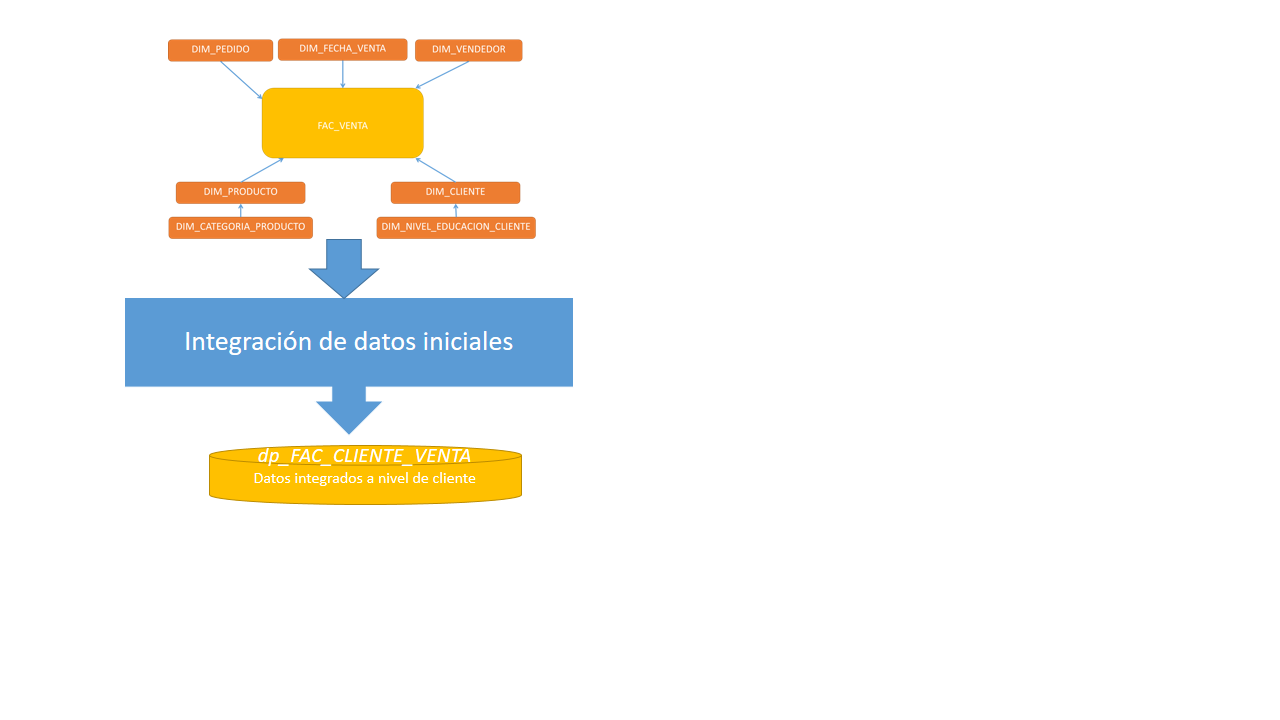 DIM_PEDIDO
DIM_FECHA_VENTA
DIM_VENDEDOR
FAC_VENTA
DIM_PRODUCTO
DIM_CLIENTE
DIM_CATEGORIA_PRODUCTO
DIM_NIVEL_EDUCACION_CLIENTE
Integración de datos iniciales
dp_FAC_CLIENTE_VENTA
Datos integrados a nivel de cliente